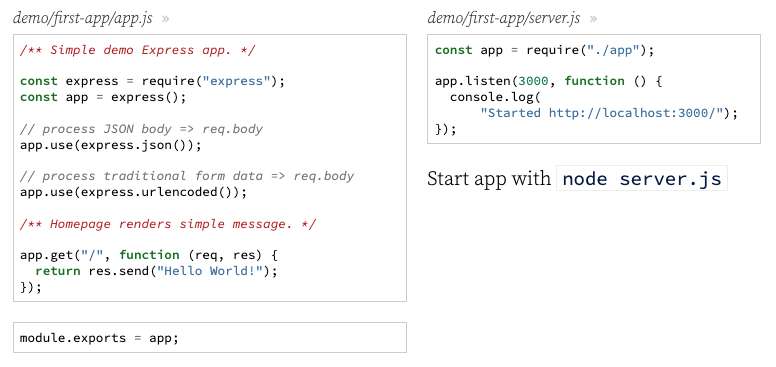 demo/first-app/app.js »
/** Simple demo Express app. */
const express = require("express");
const app = express();
// process JSON body => req.body
app.use(express.json());
// process traditional form data => req.body
app.use(express.urlencoded());
/** Homepage renders simple message. */
app.get("/", function (req, res) {
  return res.send("Hello World!");
});
module.exports = app;
demo/first-app/server.js »
const app = require("./app");
app.listen(3000, function () {
  console.log(
      "Started http://localhost:3000/");
});
Start app with node server.js